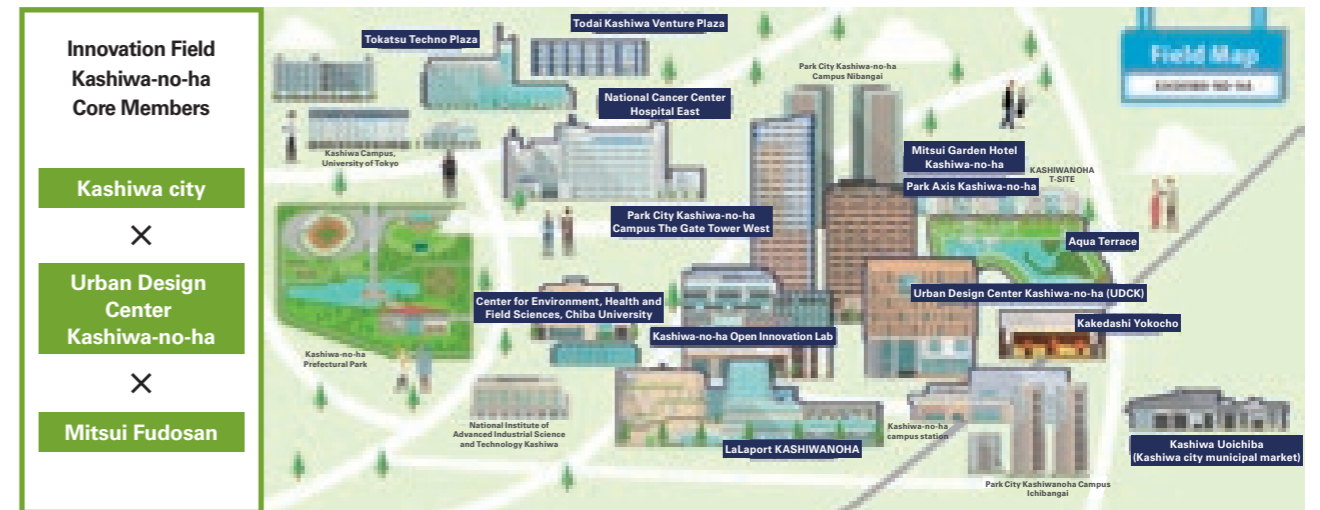 Innovation Field
Kashiwa-no-ha
Core Members
Kashiwa city
×
Urban Design
Center
Kashiwa-no-ha
×
Mitsui Fudosan
Todai Kashiwa Venture Plaza
Tokatsu Techno Plaza
Field Map
KASHIWA-NO-HA
Park City Kashiwa-no-ha
Campus Nibangai
National Cancer Center
Hospital East
Kashiwa Campus,
University of Tokyo
Mitsui Garden Hotel
Kashiwa-no-ha
KASHIWANOHA
T-SITE
Park Axis Kashiwa-no-ha
Park City Kashiwa-no-ha
Campus The Gate Tower West
Aqua Terrace
Center for Environment, Health and
Field Sciences, Chiba University
Urban Design Center Kashiwa-no-ha (UDCK)
Kashiwa-no-ha Open Innovation Lab
Kakedashi Yokocho
Kashiwa-no-ha
Prefectural Park
National Institute of
Advanced Industrial Science
and Technology Kashiwa
Kashiwa-no-ha
campus station
LaLaport KASHIWANOHA
Kashiwa Uoichiba
(Kashiwa city municipal market)
Park City Kashiwanoha Campus
Ichibangai